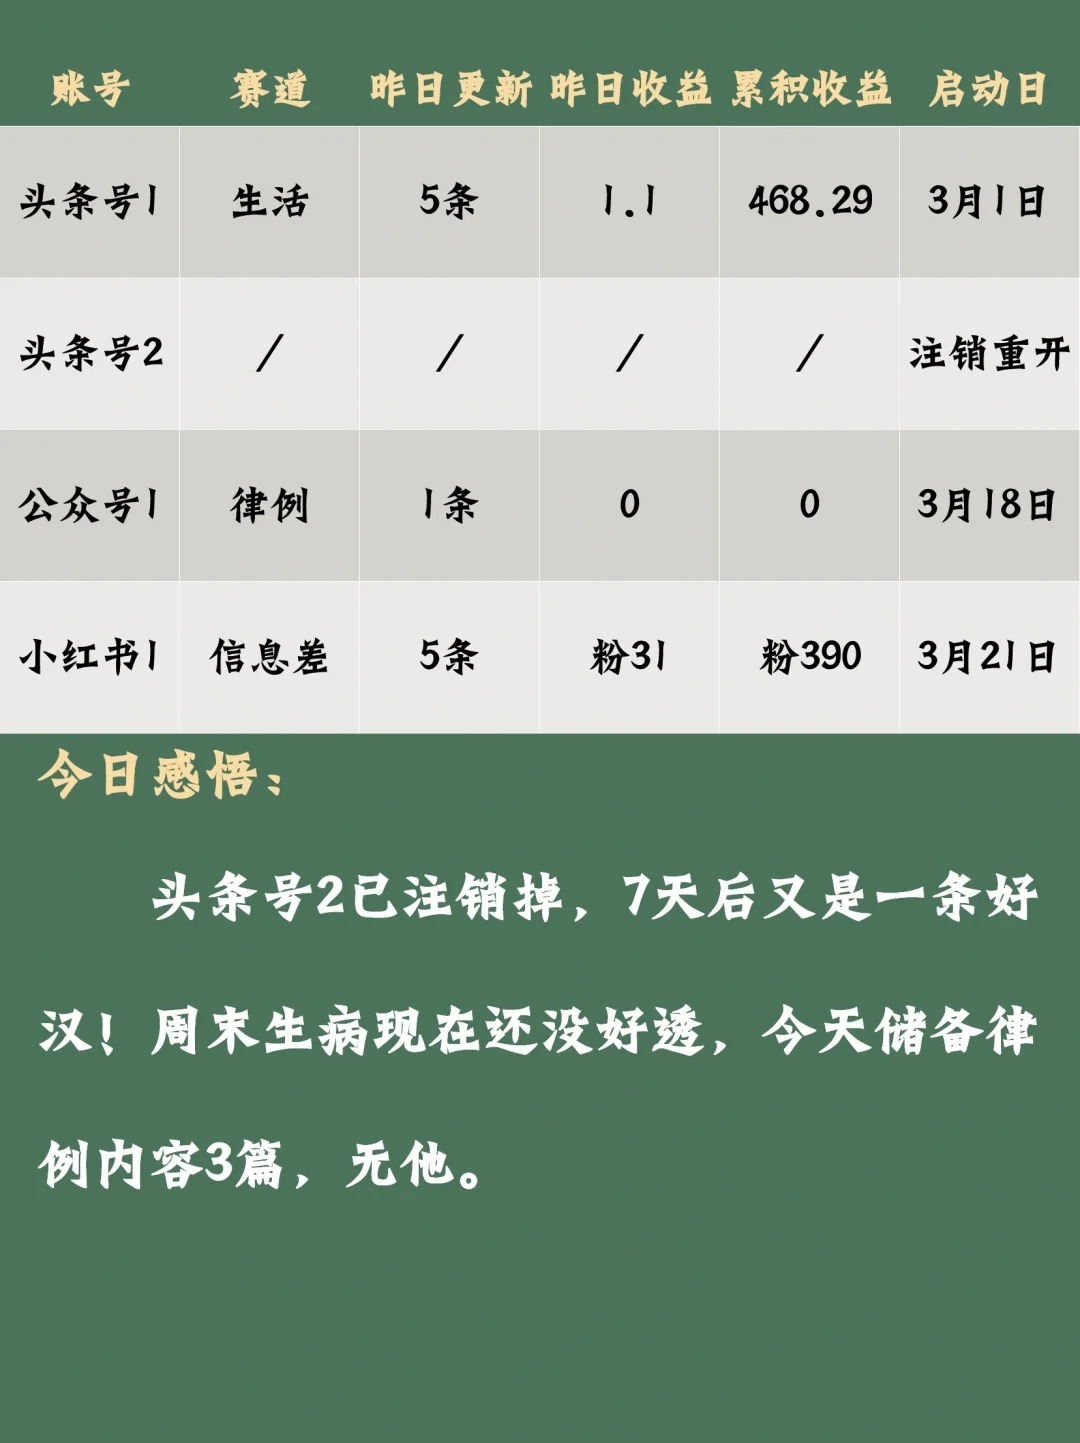 账号 赛道 昨日更新 昨日收益 累积收益 启动日
头条号1 生活 5条 1.1 468.29 3月1日
头条号2 / / / / 注销重开
公众号1 律例 1条 0 0 3月18日
小红书1 信息差 5条 粉31 粉390 3月21日
今日感悟：
头条号2已注销掉，7天后又是一条好
汉！周末生病现在还没好透，今天储备律
例内容3篇，无他。